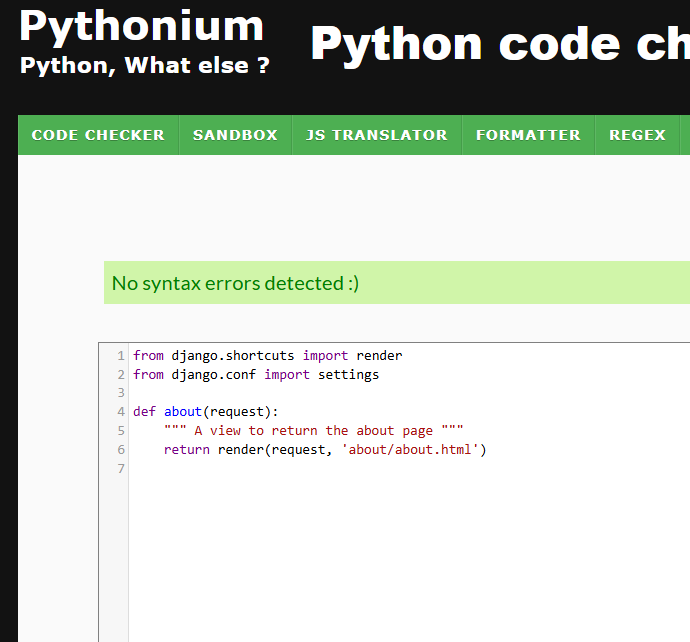 Pythonium
Python, What else ?
Python code ch
CODE CHECKER SANDBOX JS TRANSLATOR FORMATTER REGEX
No syntax errors detected :)
1 from django.shortcuts import render
2 from django.conf import settings
3
4 def about(request):
5     """ A view to return the about page """
6     return render(request, 'about/about.html')
7